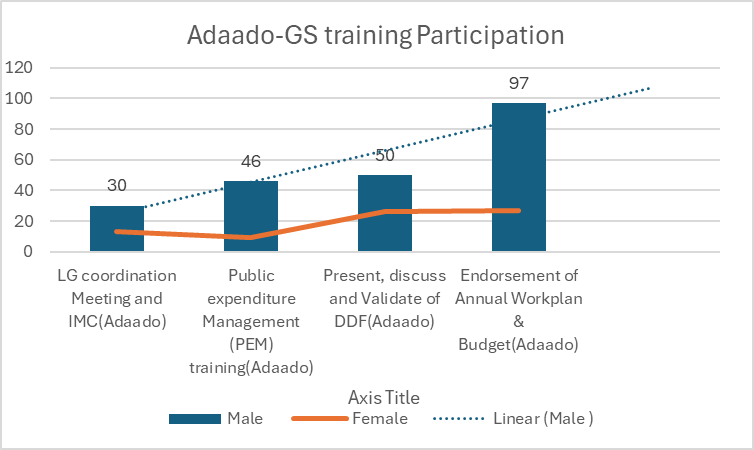 Adaado-GS training Participation
120
100
80
60
40
20
0
30
46
50
97
LG coordination
Meeting and
IMC(Adaado)
Public
expenditure
Management
(PEM)
training(Adaado)
Present, discuss
and Validate of
DDF(Adaado)
Endorsement of
Annual Workplan
&
Budget(Adaado)
Axis Title
Male
Female
Linear (Male )